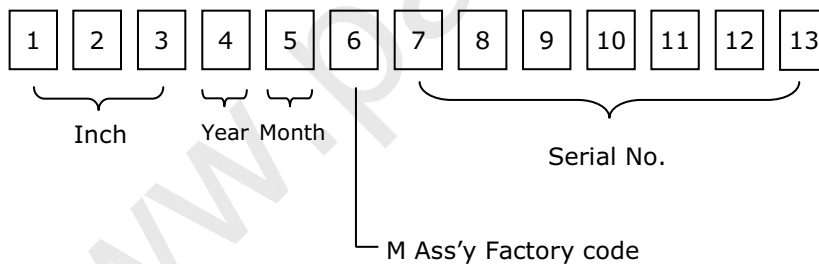 1 2 3 4 5 6 7 8 9 10 11 12 13
Inch Year Month
Serial No.
M Ass'y Factory code